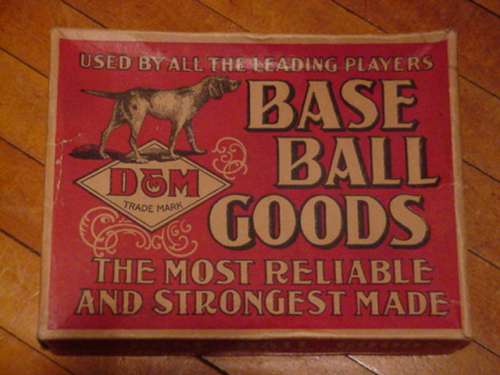 USED BY ALL THE LEADING PLAYERS
BASE
BALL
GOODS
D&M
TRADE MARK
THE MOST RELIABLE
AND STRONGEST MADE